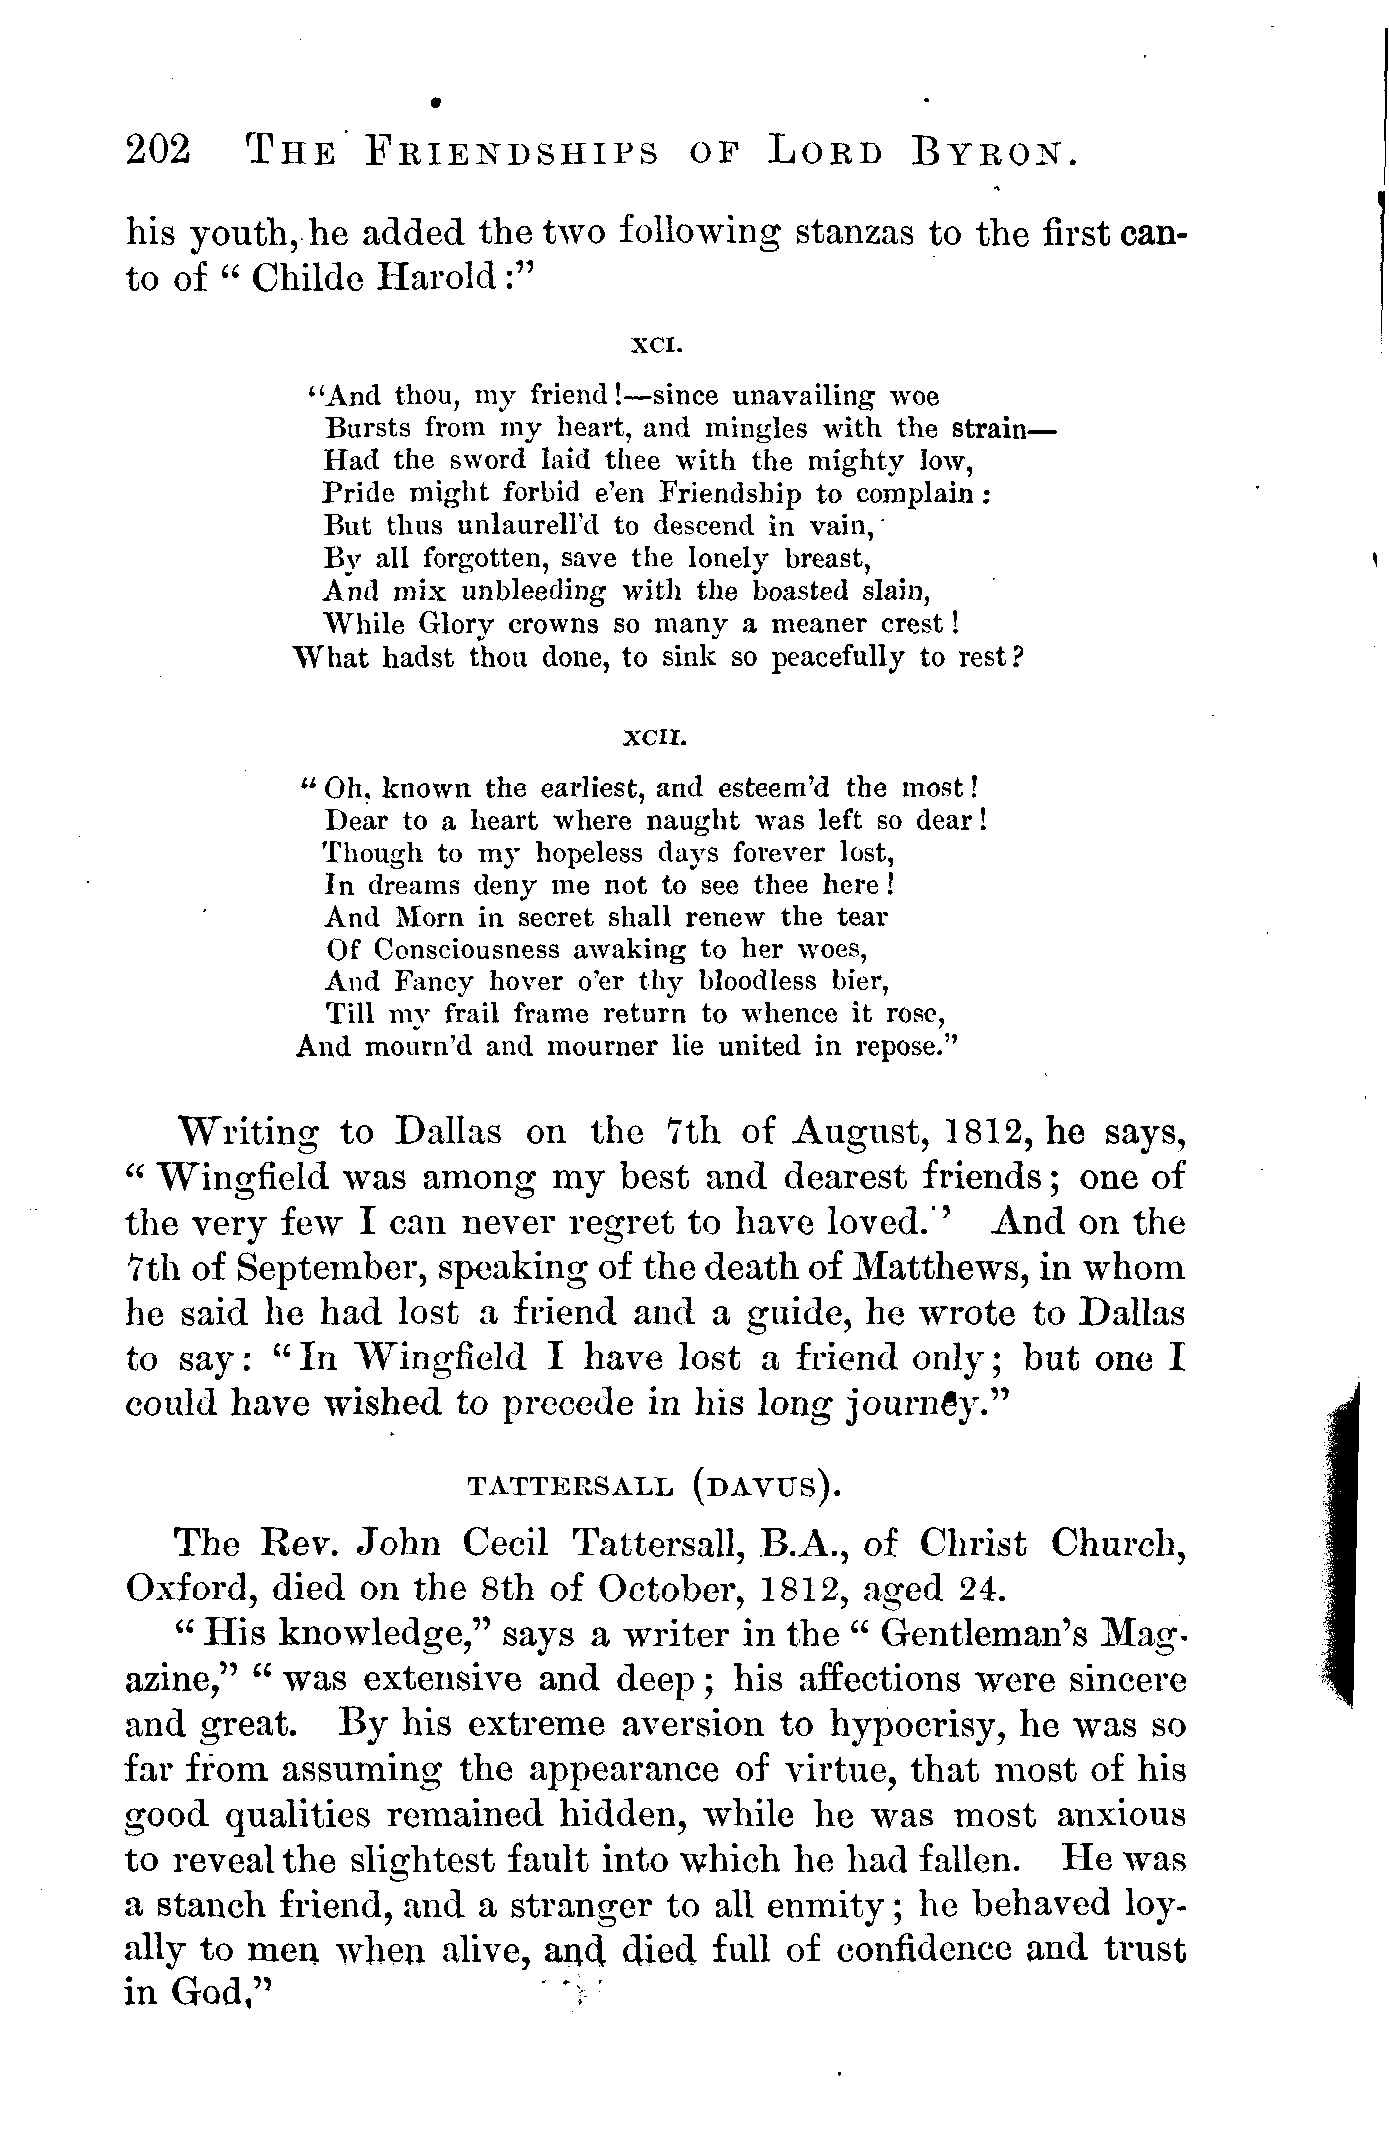 202 THE FRIENDSHIPS OF LORD BYRON.
his youth, he added the two following stanzas to the first can-
to of “ Childe Harold :”
XCI.
“And thou, my friend!—since unavailing woe
Bursts from my heart, and mingles with the strain—
Had the sword laid thee with the mighty low,
Pride might forbid e'en Friendship to complain :
But thus unlaurell'd to descend in vain,
By all forgotten, save the lonely breast,
And mix unbleeding with the boasted slain,
While Glory crowns so many a meaner crest!
What hadst thou done, to sink so peacefully to rest?
XCII.
“ Oh, known the earliest, and esteem'd the most!
Dear to a heart where naught was left so dear!
Though to my hopeless days forever lost,
In dreams deny me not to see thee here!
And Morn in secret shall renew the tear
Of Consciousness awaking to her woes,
And Fancy hover o'er thy bloodless bier,
Till my frail frame return to whence it rose,
And mourn'd and mourner lie united in repose.”
Writing to Dallas on the 7th of August, 1812, he says,
“ Wingfield was among my best and dearest friends; one of
the very few I can never regret to have loved.” And on the
7th of September, speaking of the death of Matthews, in whom
he said he had lost a friend and a guide, he wrote to Dallas
to say: “In Wingfield I have lost a friend only; but one I
could have wished to precede in his long journey.”
TATTERSALL (DAVUS).
The Rev. John Cecil Tattersall, B.A., of Christ Church,
Oxford, died on the 8th of October, 1812, aged 24.
“ His knowledge,” says a writer in the “ Gentleman's Mag-
azine,” “ was extensive and deep; his affections were sincere
and great. By his extreme aversion to hypocrisy, he was so
far from assuming the appearance of virtue, that most of his
good qualities remained hidden, while he was most anxious
to reveal the slightest fault into which he had fallen. He was
a stanch friend, and a stranger to all enmity; he behaved loy-
ally to men when alive, and died full of confidence and trust
in God,”